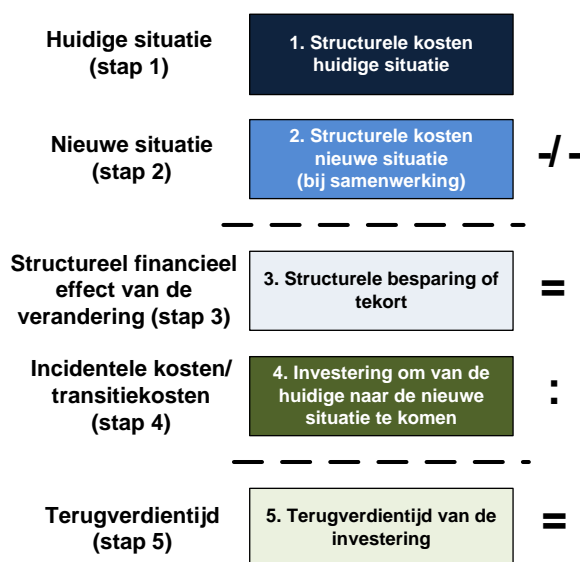 Huidige situatie
(stap 1)
1. Structurele kosten
huidige situatie
Nieuwe situatie
(stap 2)
2. Structurele kosten
nieuwe situatie
(bij samenwerking)
-/-
Structureel financieel
effect van de
verandering (stap 3)
3. Structurele besparing of
tekort
=
Incidentele kosten/
transitiekosten
(stap 4)
4. Investering om van de
huidige naar de nieuwe
situatie te komen
:
Terugverdientijd
(stap 5)
5. Terugverdientijd van de
investering
=